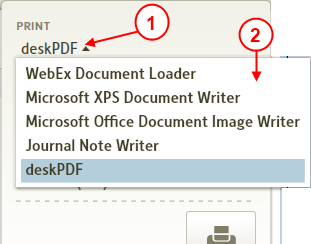 1
PRINT
deskPDF
2
WebEx Document Loader
Microsoft XPS Document Writer
Microsoft Office Document Image Writer
Journal Note Writer
deskPDF